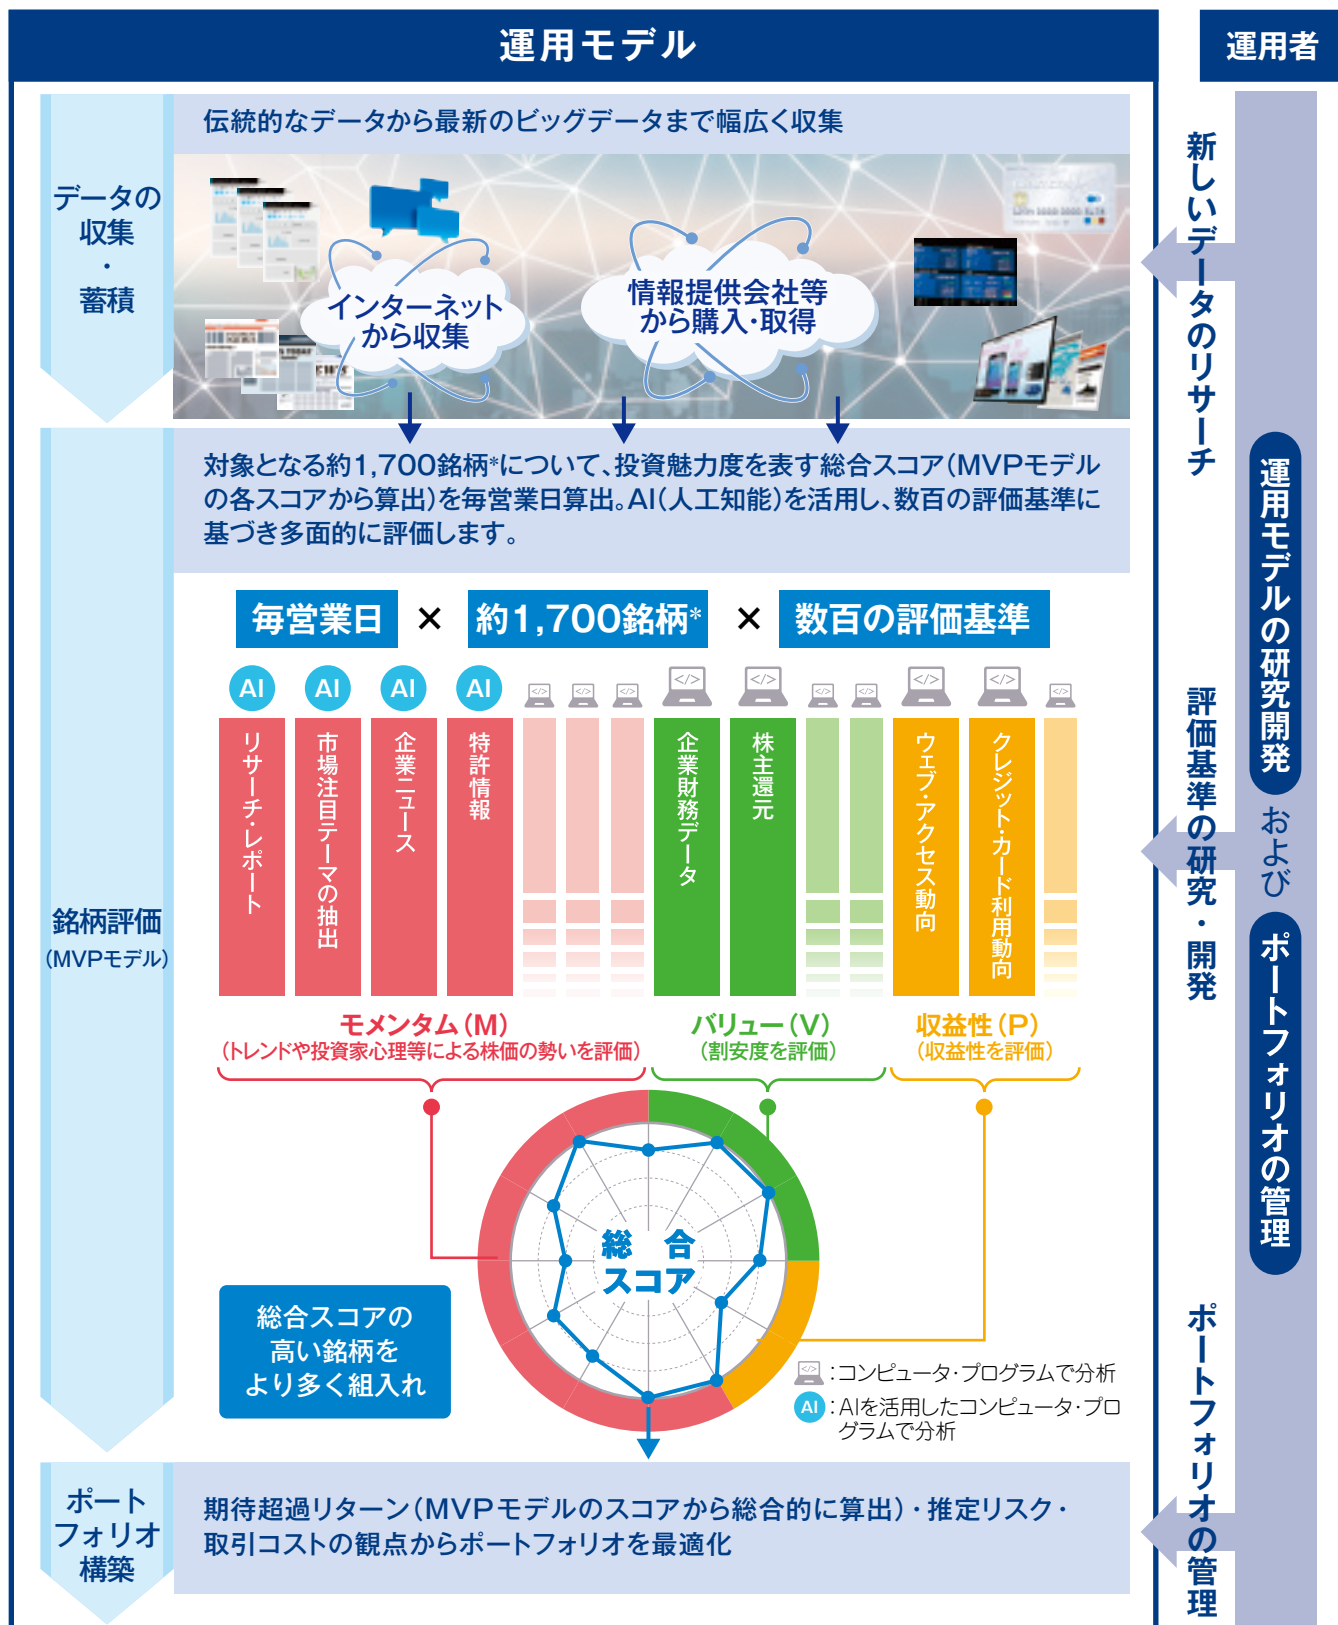 運用モデル
運用者
伝統的なデータから最新のビッグデータまで幅広く収集
データの
収集
・
蓄積
インターネット
から収集
情報提供会社等
から購入・取得
新しいデータのリサーチ
対象となる約1,700銘柄*について、投資魅力度を表す総合スコア(MVPモデル
の各スコアから算出)を毎営業日算出。AI(人工知能)を活用し、数百の評価基準に
基づき多面的に評価します。
毎営業日 × 約1,700銘柄* × 数百の評価基準
AI AI AI AI
リサーチ・レポート
市場注目テーマの抽出
企業ニュース
特許情報
企業財務データ
株主還元
ウェブ・アクセス動向
クレジット・カード利用動向
銘柄評価
(MVPモデル)
モメンタム(M)
(トレンドや投資家心理等による株価の勢いを評価)
バリュー(V)
(割安度を評価)
収益性(P)
(収益性を評価)
総 合
スコア
総合スコアの
高い銘柄を
より多く組入れ
</>:コンピュータ・プログラムで分析
AI:AIを活用したコンピュータ・プロ
グラムで分析
評価基準の研究・開発
運用モデルの研究開発
および
ポートフォリオの管理
ポート
フォリオ
構築
期待超過リターン(MVPモデルのスコアから総合的に算出)・推定リスク・
取引コストの観点からポートフォリオを最適化
ポートフォリオの管理